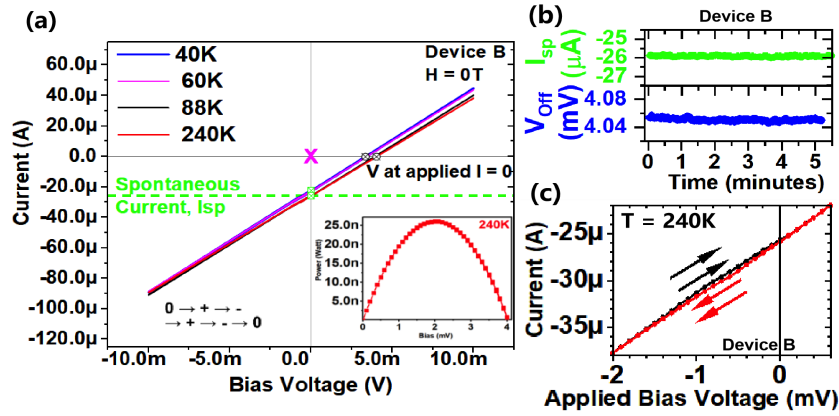 (a)
Device B
H = 0T
40K
60K
88K
240K
60.0μ
40.0μ
20.0μ
0.0
-20.0μ
-40.0μ
-60.0μ
-80.0μ
-100.0μ
-120.0μ
Current (A)
X
V at applied I = 0
Spontaneous
Current, Isp
0 → + → -
→ + → - → 0
-10.0m
-5.0m
0.0
5.0m
10.0m
Bias Voltage (V)
240K
25.0n
20.0n
15.0n
10.0n
5.0n
Power (Watt)
0 1 2 3 4
Bias (mV)
(b)
Device B
-25
-26
-27
Isp
(μA)
4.08
4.04
VOff
(mV)
0 1 2 3 4 5
Time (minutes)
(c)
T = 240K
-25μ
-30μ
-35μ
Current (A)
Device B
-2 -1 0
Applied Bias Voltage (mV)